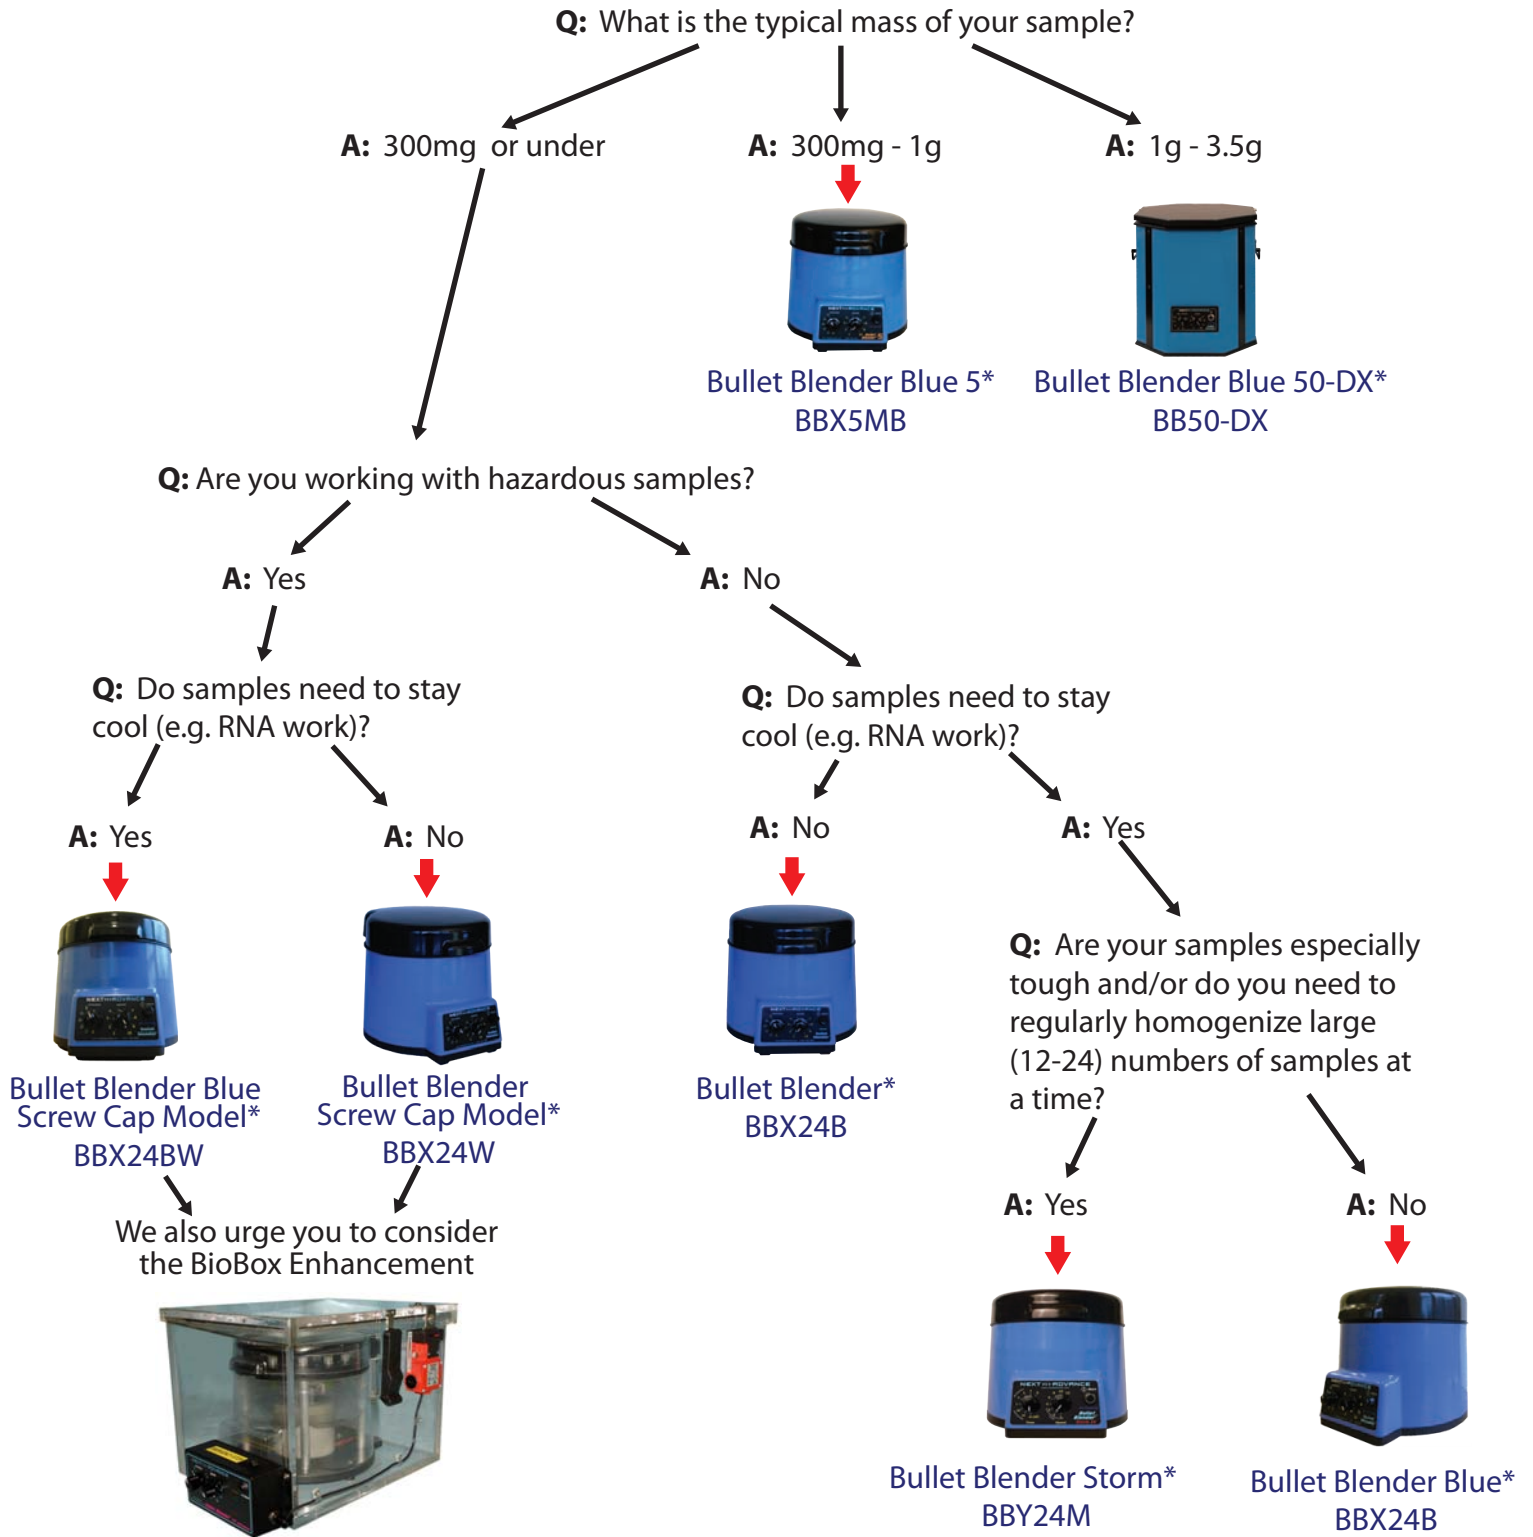 Q: What is the typical mass of your sample?
A: 300mg or under
A: 300mg - 1g
A: 1g - 3.5g
Bullet Blender Blue 5*
BBX5MB
Bullet Blender Blue 50-DX*
BB50-DX
Q: Are you working with hazardous samples?
A: Yes
A: No
Q: Do samples need to stay
cool (e.g. RNA work)?
Q: Do samples need to stay
cool (e.g. RNA work)?
A: Yes
A: No
A: No
A: Yes
NEXT ADVANCE
Bullet Blender Blue
Screw Cap Model*
BBX24BW
Bullet Blender
Screw Cap Model*
BBX24W
Bullet Blender*
BBX24B
Q: Are your samples especially
tough and/or do you need to
regularly homogenize large
(12-24) numbers of samples at
a time?
We also urge you to consider
the BioBox Enhancement
A: Yes
A: No
NEXT ADVANCE
Bullet Blender Storm*
BBY24M
Bullet Blender Blue*
BBX24B